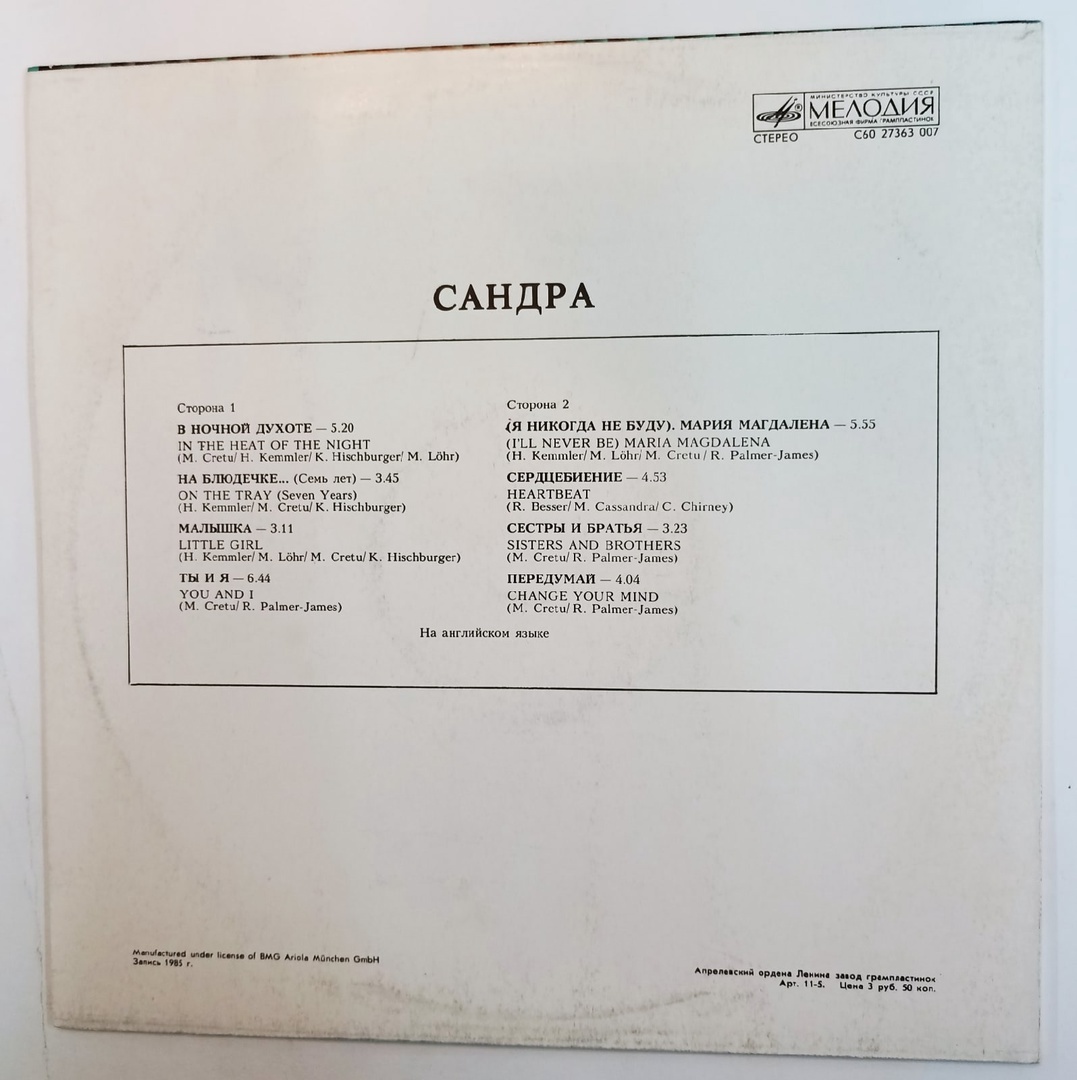 МИНИСТЕРСТВО КУЛЬТУРЫ СССР
МЕЛОДИЯ
ВСЕСОЮЗНАЯ ФИРМА ГРАМПЛАСТИНОК
СТЕРЕО С60 27363 007
САНДРА
Сторона 1
В НОЧНОЙ ДУХОТЕ — 5.20
IN THE HEAT OF THE NIGHT
(M. Cretu/ H. Kemmler/ K. Hischburger/ M. Löhr)
НА БЛЮДЕЧКЕ... (Семь лет) — 3.45
ON THE TRAY (Seven Years)
(H. Kemmler/ M. Cretu/ K. Hischburger)
МАЛЫШКА — 3.11
LITTLE GIRL
(H. Kemmler/ M. Löhr/ M. Cretu/ K. Hischburger)
ТЫ И Я — 6.44
YOU AND I
(M. Cretu/ R. Palmer-James)
Сторона 2
(Я НИКОГДА НЕ БУДУ). МАРИЯ МАГДАЛЕНА — 5.55
(I'LL NEVER BE) MARIA MAGDALENA
(H. Kemmler/ M. Löhr/ M. Cretu / R. Palmer-James)
СЕРДЦЕБИЕНИЕ — 4.53
HEARTBEAT
(R. Besser/ M. Cassandra/ C. Chirney)
СЕСТРЫ И БРАТЬЯ — 3.23
SISTERS AND BROTHERS
(M. Cretu/ R. Palmer-James)
ПЕРЕДУМАЙ — 4.04
CHANGE YOUR MIND
(M. Cretu/ R. Palmer-James)
На английском языке
Manufactured under license of BMG Ariola München GmbH
Запись 1985 г.
Апрелевский ордена Ленина завод грампластинок
Арт. 11-5. Цена 3 руб. 50 коп.